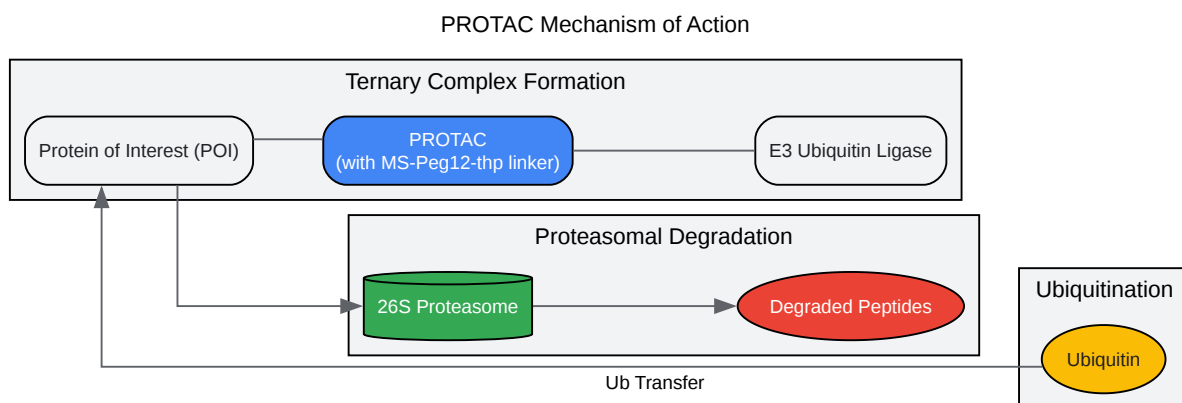 PROTAC Mechanism of Action
Ternary Complex Formation
Protein of Interest (POI)
PROTAC
(with MS-Peg12-thp linker)
E3 Ubiquitin Ligase
Proteasomal Degradation
26S Proteasome
Degraded Peptides
Ubiquitination
Ubiquitin
Ub Transfer